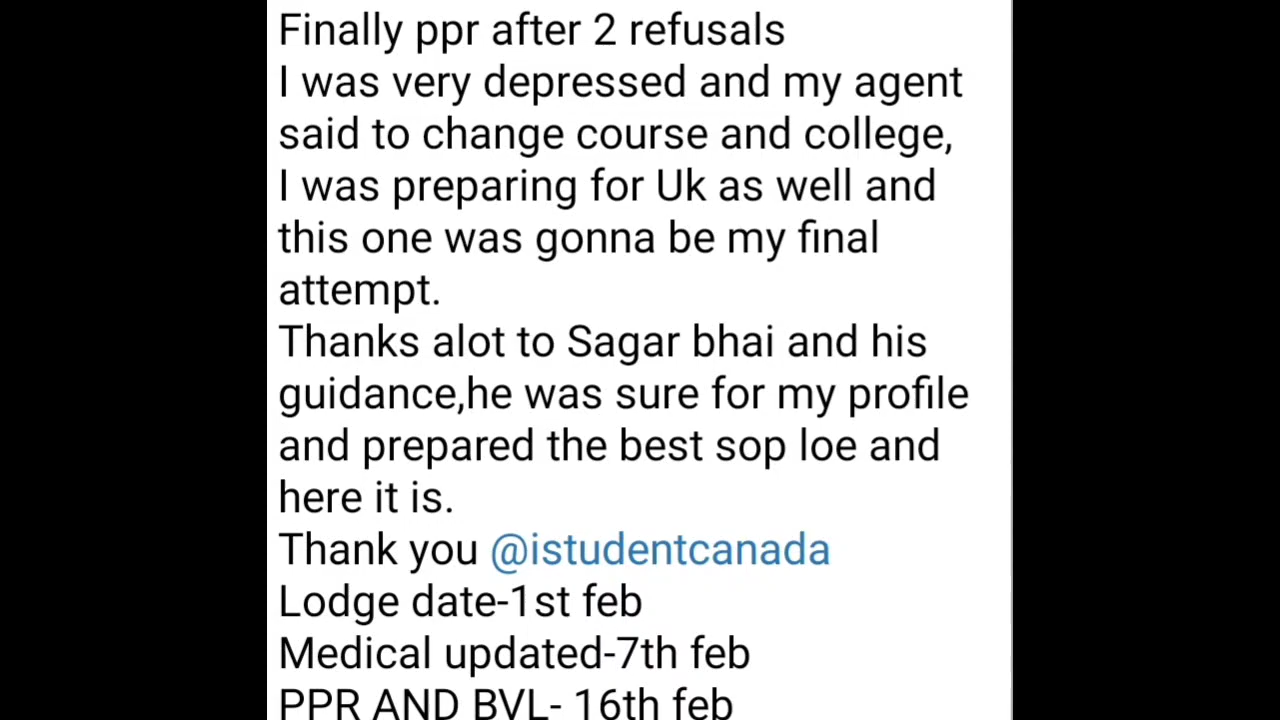 Finally ppr after 2 refusals
I was very depressed and my agent
said to change course and college,
I was preparing for Uk as well and
this one was gonna be my final
attempt.
Thanks alot to Sagar bhai and his
guidance,he was sure for my profile
and prepared the best sop loe and
here it is.
Thank you @istudentcanada
Lodge date-1st feb
Medical updated-7th feb
PPR AND BVL- 16th feb